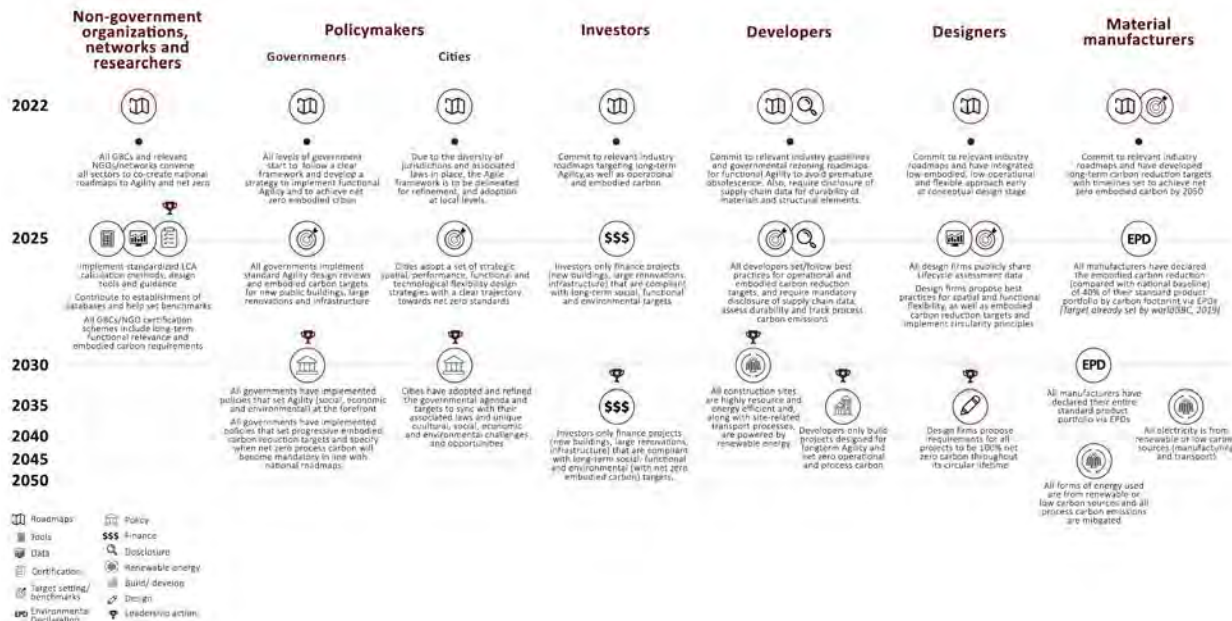 Non-government
organizations,
networks and
researchers
Policymakers
Governmenrs
Cities
Investors
Developers
Designers
Material
manufacturers
2022
All GBCs and relevant
NGO/networks convene
all sectors to co-create national
roadmaps to Agility and net zero
All levels of government
start to follow a clear
framework and develop a
strategy to implement functional
Agility and to achieve net
zero embodied crbon
Due to the diversity of
jurisdictions and associated
laws in place, the Agile
framework is to be delineated
for refinement, and adoption
at local levels.
Commit to relevant industry
roadmaps targeting long-term
Agility, as well as operational
and embodied carbon
Commit to relevant industry guidelines
and governmental rezoning roadmaps
for functional Agility to avoid premature
obsolescence. Also, require disclosure of
supply chain data for durability of
materials and structural elements.
Commit to relevant industry
roadmaps and have integrated
low-embodied, low-operational
and flexible approach early at
conceptual design stage
Commit to relevant industry
roadmaps and have developed
long-term carbon reduction targets
with timelines set to achieve net
zero embodied carbon by 2050
2025
$$$
EPD
Implement standardized LCA
calculation methods, design
tools and guidance
Contribute to establishment of
databases and help set benchmarks
All GBCs/NGO certification
schemes include long-term
functional relevance and
embodied carbon requirements
All governments implement
standard Agility design reviews
and embodied carbon targets
for new public buildings, large
renovations and infrastructure
Cities adopt a set of strategic
spatial, performance, functional and
technological flexibility design
strategies with a clear trajectory
towards net zero standards
Investors only finance projects
(new buildings, large renovations,
infrastructure) that are compliant
with long-term social, functional
and environmental targets
All developers set/follow best
practices for operational and
embodied carbon reduction
targets, and require mandatory
disclosure of supply chain data,
assess durability and track process
carbon emissions
All design firms publicly share
Lifecycle assessment data
Design firms propose best
practices for spatial and functional
flexibility, as well as embodied
carbon reduction targets and
implement circularity principles
All manufacturers have declared
the embodied carbon reduction
(compared with national baseline)
of 40% of their standard product
portfolio by carbon footprint via EPDs
(Target already set by worldGBC, 2019)
2030
EPD
All governments have implemented
policies that set Agility (social, economic
and environmental) at the forefront
All governments have implemented
policies that set progressive embodied
carbon reduction targets and specify
when net zero process carbon will
become mandatory in line with
national roadmaps
Cities have adopted and refined
the governmental agenda and
targets to sync with their
associated laws and unique
cultural, social, economic
and environmental challenges
and opportunities
All construction sites
are highly resource and
energy efficient and,
along with site-related
transport processes,
are powered by
renewable energy.
All manufacturers have
declared their entire
standard product
portfolio via EPDs
2035
$$$
2040
2045
2050
Investors only finance projects
(new buildings, large renovations,
infrastructure) that are compliant
with long-term social, functional
and environmental (with net zero
embodied carbon) targets.
Developers only build
projects designed for
longterm Agility and
net zero operational
and process carbon
Design firms propose
requirements for all
projects to be 100% net
zero carbon throughout
its circular lifetime
All electricity is from
renewable or low carbon
sources (manufacturing
and transport)
All forms of energy used
are from renewable or
low carbon sources and all
process carbon emissions
are mitigated
Roadmaps
Tools
Data
Certification
Target setting/
benchmarks
EPD Environmental
Declaration
Policy
$$$ Finance
Dosclosure
Renewable energy
Build/ develop
Design
Leadership action